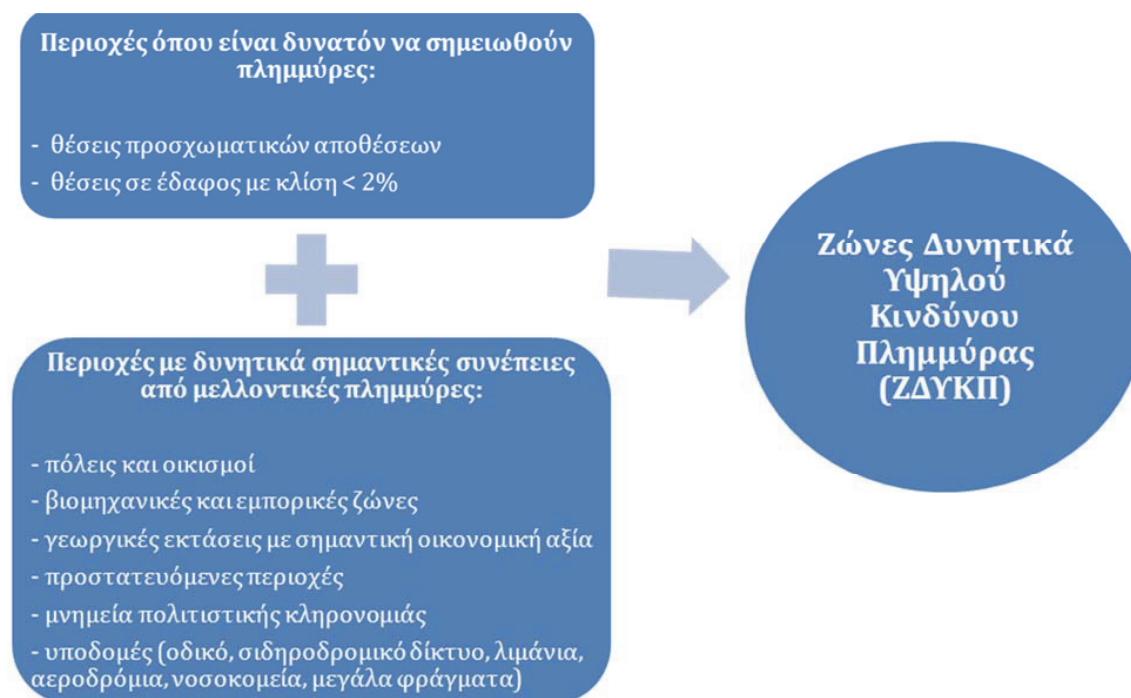 Περιοχές όπου είναι δυνατόν να σημειωθούν
πλημμύρες:
- θέσεις προσχωματικών αποθέσεων
- θέσεις σε έδαφος με κλίση < 2%
Περιοχές με δυνητικά σημαντικές συνέπειες
από μελλοντικές πλημμύρες:
- πόλεις και οικισμοί
- βιομηχανικές και εμπορικές ζώνες
- γεωργικές εκτάσεις με σημαντική οικονομική αξία
- προστατευόμενες περιοχές
- μνημεία πολιτιστικής κληρονομιάς
- υποδομές (οδικό, σιδηροδρομικό δίκτυο, λιμάνια,
αεροδρόμια, νοσοκομεία, μεγάλα φράγματα)
Ζώνες Δυνητικά
Υψηλού
Κινδύνου
Πλημμύρας
(ΖΔΥΚΠ)